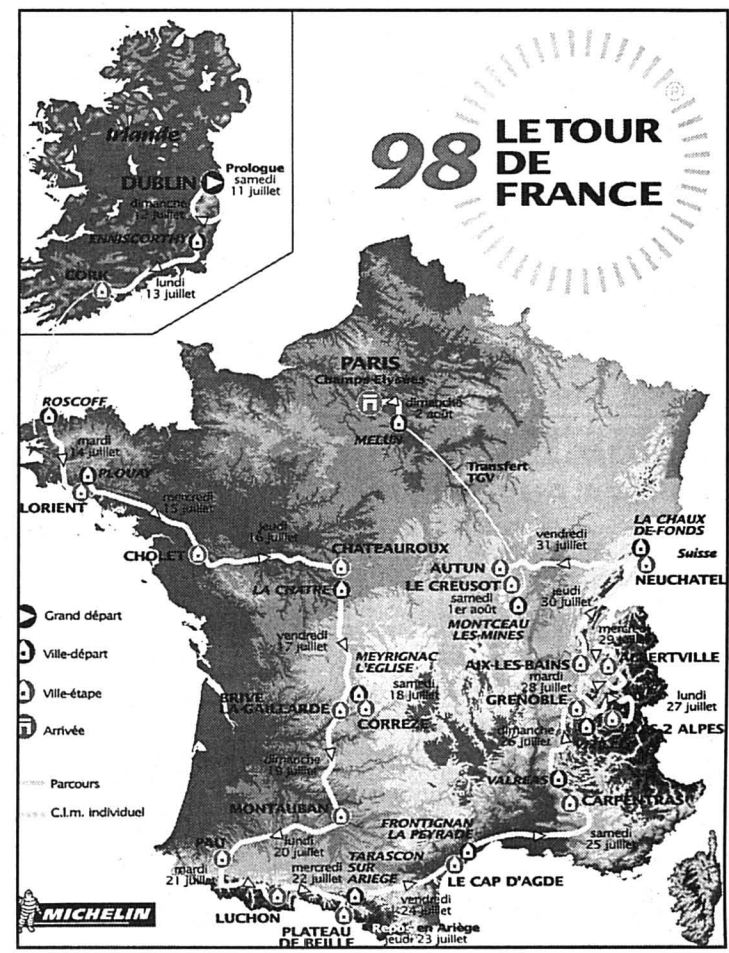 Irlande
DUBLIN
Prologue
samedi
11 juillet
dimanche
12 juillet
ENNISCORTHY
CORK
lundi
13 juillet
98
LE TOUR
DE
FRANCE
®
PARIS
Champs-Elysées
dimanche
2 août
MELUN
Transfert
TGV
ROSCOFF
mardi
14 juillet
PLOUAY
LORIENT
mercredi
15 juillet
jeudi
16 juillet
CHOLET
CHATEAUROUX
LA CHATRE
AUTUN
LE CREUSOT
samedi
1er août
MONTCEAU
LES-MINES
vendredi
31 juillet
LA CHAUX
DE-FONDS
Suisse
NEUCHATEL
jeudi
30 juillet
mercredi
29 juillet
AIX-LES-BAINS
ALBERTVILLE
mardi
28 juillet
GRENOBLE
lundi
27 juillet
LES-2 ALPES
dimanche
26 juillet
VALREAS
CARPENTRAS
samedi
25 juillet
Grand départ
Ville-départ
Ville-étape
Arrivée
Parcours
C.l.m. individuel
vendredi
17 juillet
MEYRIGNAC
L'EGLISE
samedi
18 juillet
BRIVE
LA-GAILLARDE
CORREZE
dimanche
19 juillet
MONTAUBAN
FRONTIGNAN
LA PEYRADE
PAU
lundi
20 juillet
mardi
21 juillet
mercredi
22 juillet
TARASCON
SUR
ARIEGE
LE CAP D'AGDE
vendredi
24 juillet
LUCHON
PLATEAU
DE BEILLE
Repos en Ariège
jeudi 23 juillet
MICHELIN